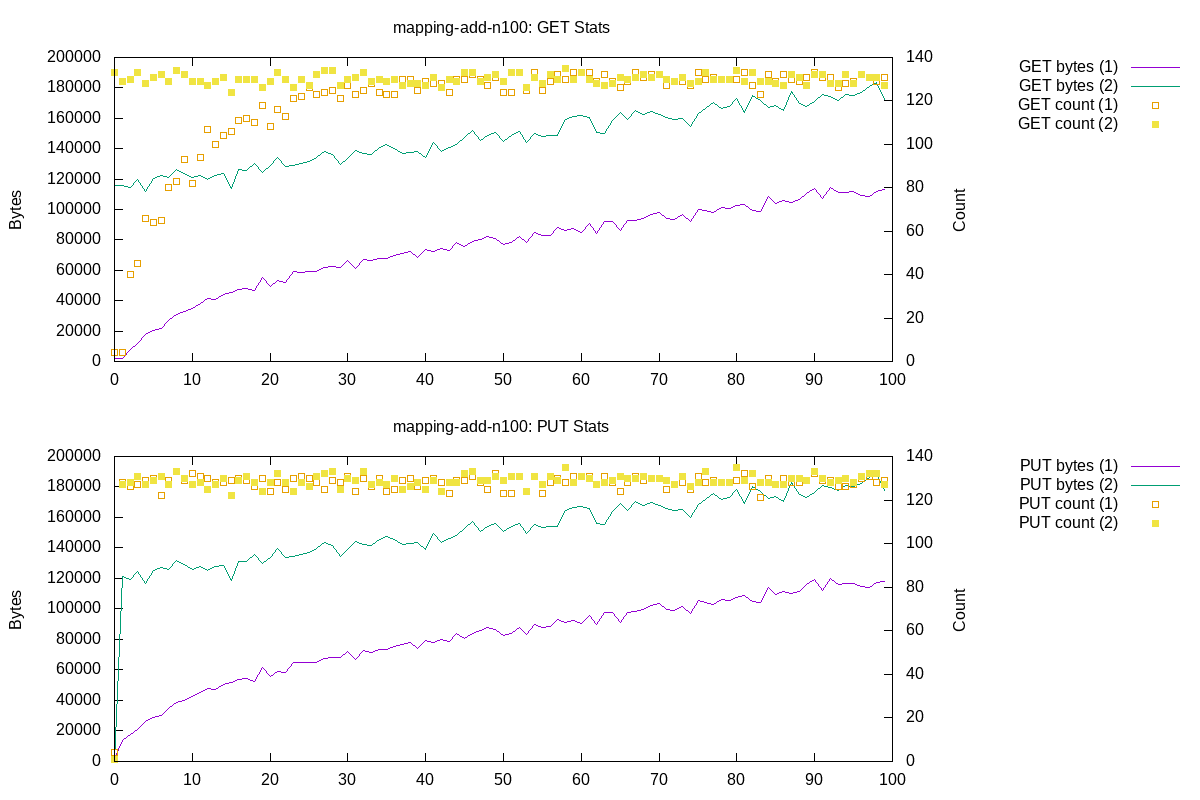 mapping-add-n100: GET Stats
200000
180000
160000
140000
120000
100000
80000
60000
40000
20000
0
Bytes
0 10 20 30 40 50 60 70 80 90 100
140
120
100
80
60
40
20
0
Count
GET bytes (1)
GET bytes (2)
GET count (1)
GET count (2)
mapping-add-n100: PUT Stats
200000
180000
160000
140000
120000
100000
80000
60000
40000
20000
0
Bytes
0 10 20 30 40 50 60 70 80 90 100
140
120
100
80
60
40
20
0
Count
PUT bytes (1)
PUT bytes (2)
PUT count (1)
PUT count (2)